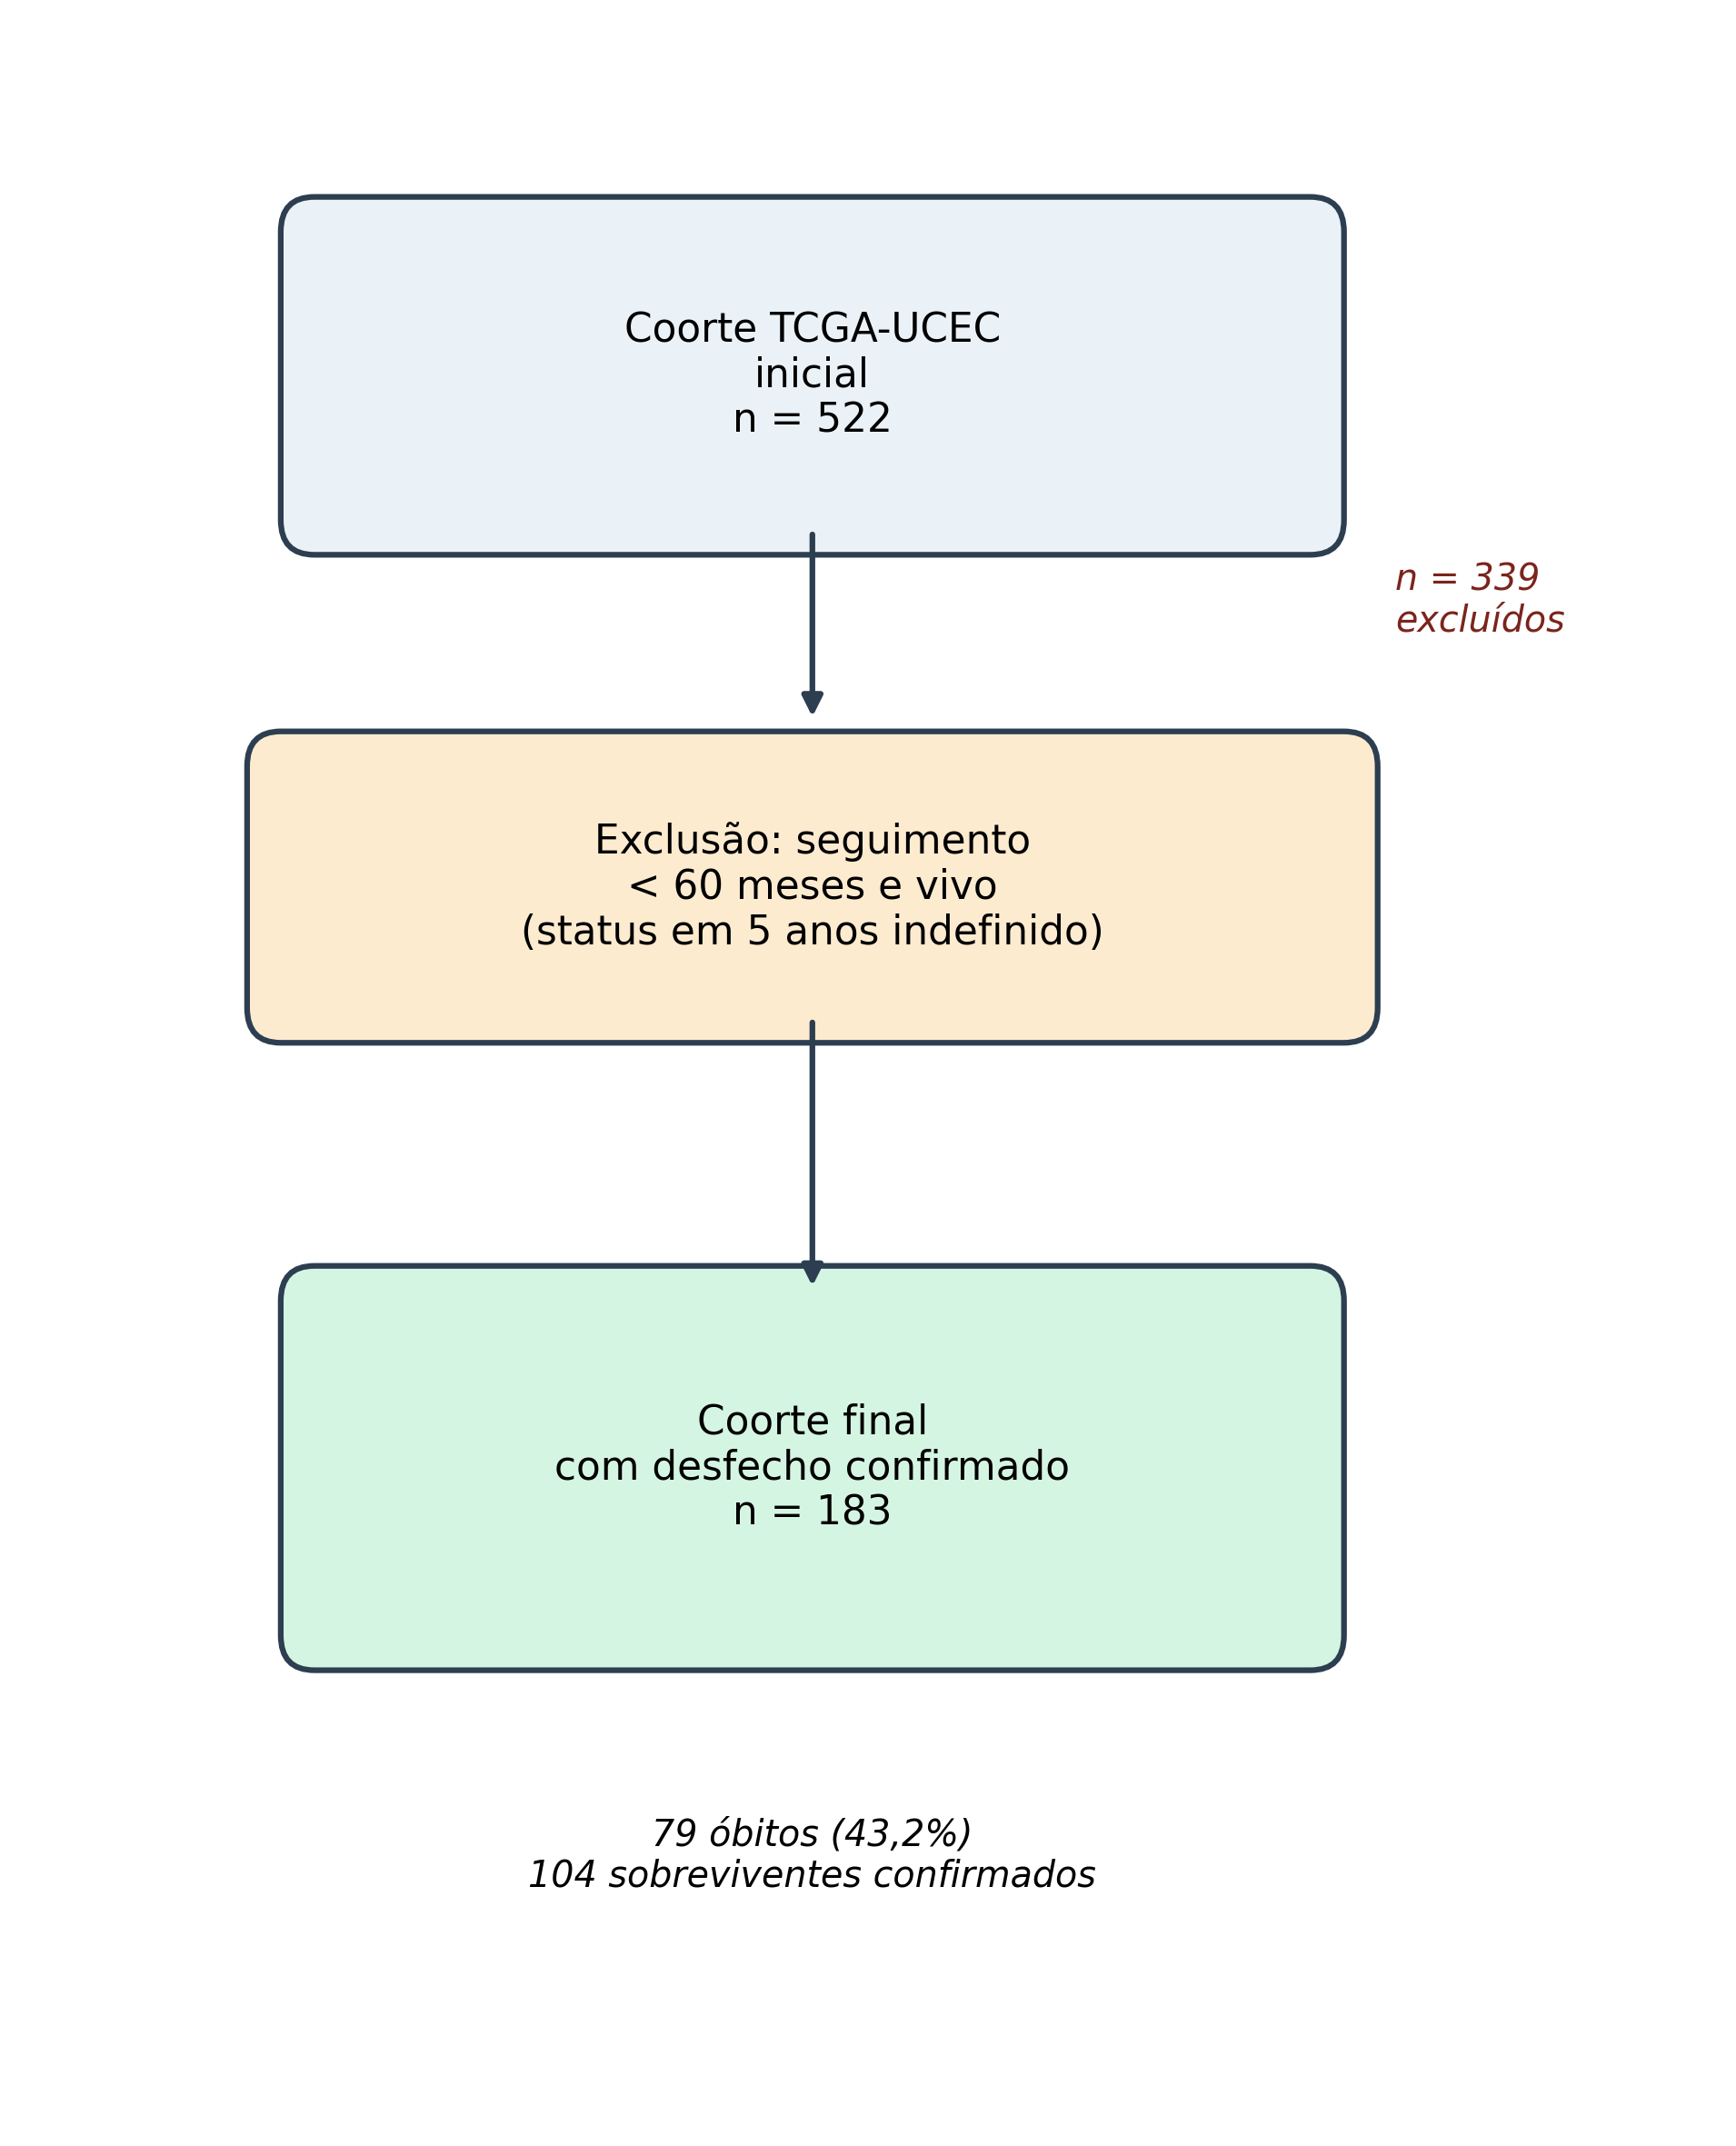 Coorte TCGA-UCEC
inicial
n = 522
n = 339
excluídos
Exclusão: seguimento
< 60 meses e vivo
(status em 5 anos indefinido)
Coorte final
com desfecho confirmado
n = 183
79 óbitos (43,2%)
104 sobreviventes confirmados